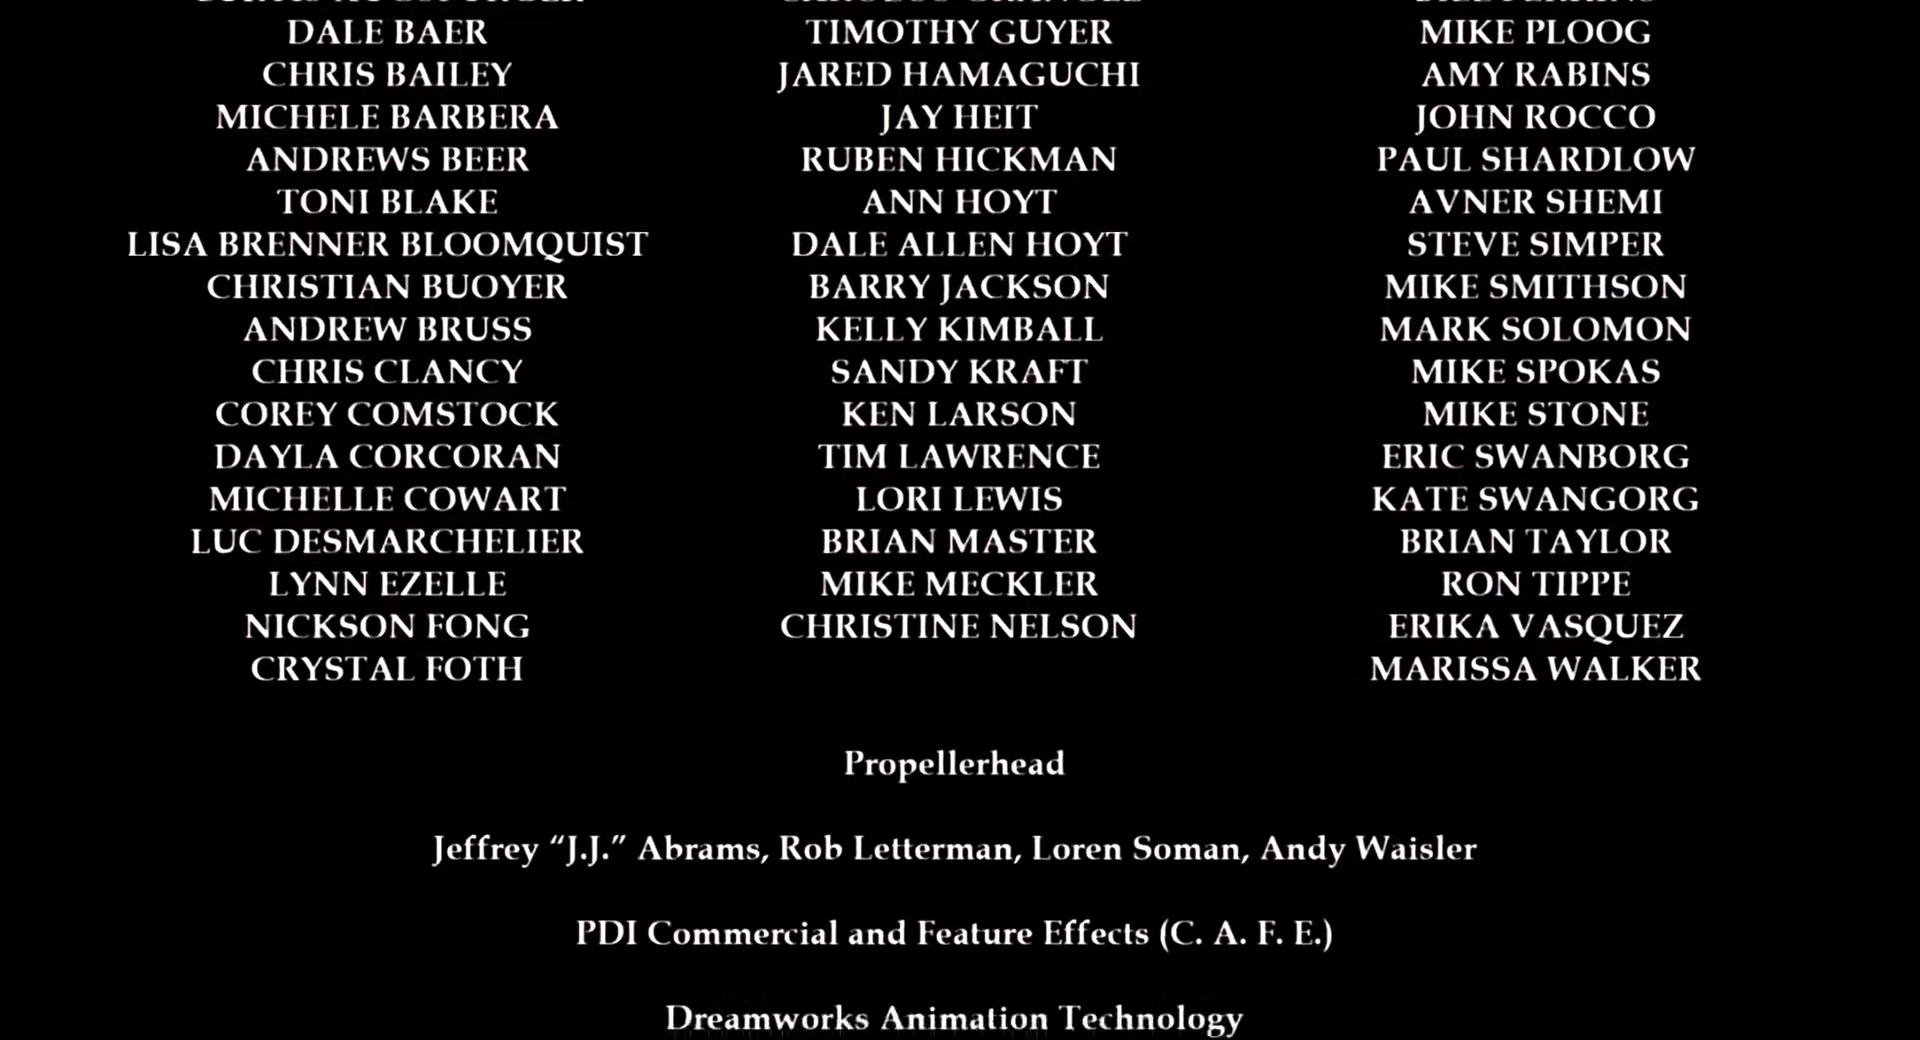 DALE BAER TIMOTHY GUYER MIKE PLOOG
CHRIS BAILEY JARED HAMAGUCHI AMY RABINS
MICHELE BARBERA JAY HEIT JOHN ROCCO
ANDREWS BEER RUBEN HICKMAN PAUL SHARDLOW
TONI BLAKE ANN HOYT AVNER SHEMI
LISA BRENNER BLOOMQUIST DALE ALLEN HOYT STEVE SIMPER
CHRISTIAN BUOYER BARRY JACKSON MIKE SMITHSON
ANDREW BRUSS KELLY KIMBALL MARK SOLOMON
CHRIS CLANCY SANDY KRAFT MIKE SPOKAS
COREY COMSTOCK KEN LARSON MIKE STONE
DAYLA CORCORAN TIM LAWRENCE ERIC SWANBORG
MICHELLE COWART LORI LEWIS KATE SWANGORG
LUC DESMARCHELIER BRIAN MASTER BRIAN TAYLOR
LYNN EZELLE MIKE MECKLER RON TIPPE
NICKSON FONG CHRISTINE NELSON ERIKA VASQUEZ
CRYSTAL FOTH MARISSA WALKER
Propellerhead
Jeffrey “J.J.” Abrams, Rob Letterman, Loren Soman, Andy Waisler
PDI Commercial and Feature Effects (C. A. F. E.)
Dreamworks Animation Technology